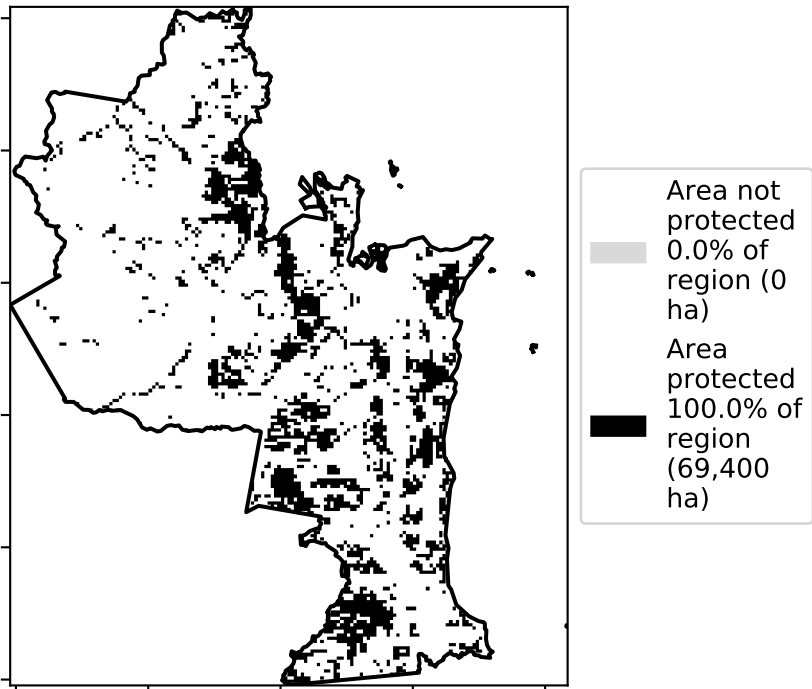 Area not
protected
0.0% of
region (0
ha)
Area
protected
100.0% of
region
(69,400
ha)